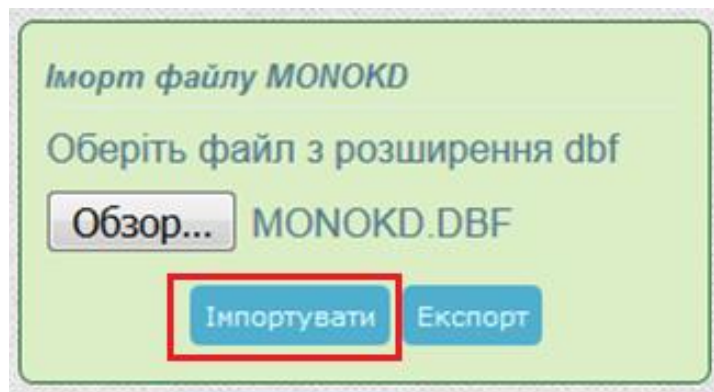 Іморт файлу MONOKD
Оберіть файл з розширення dbf
Обзор... MONOKD.DBF
Імпортувати Експорт